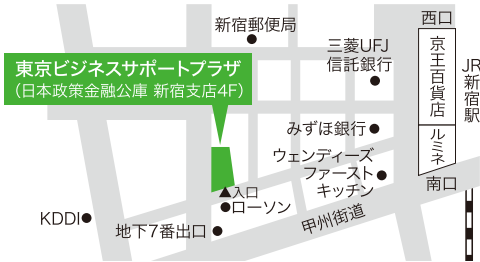 新宿郵便局
西口
三菱UFJ
信託銀行
京王百貨店
JR新宿駅
東京ビジネスサポートプラザ
(日本政策金融公庫 新宿支店4F)
みずほ銀行
ルミネ
ウェンディーズ
ファースト
キッチン
南口
▲入口
ローソン
KDDI
地下7番出口
甲州街道